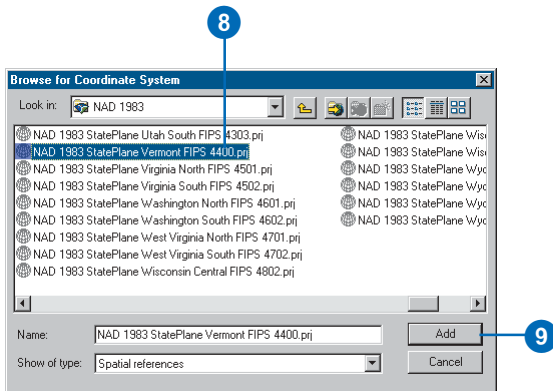 8
Browse for Coordinate System
Look in: NAD 1983
NAD 1983 StatePlane Utah South FIPS 4303.prj
NAD 1983 StatePlane Vermont FIPS 4400.prj
NAD 1983 StatePlane Virginia North FIPS 4501.prj
NAD 1983 StatePlane Virginia South FIPS 4502.prj
NAD 1983 StatePlane Washington North FIPS 4601.prj
NAD 1983 StatePlane Washington South FIPS 4602.prj
NAD 1983 StatePlane West Virginia North FIPS 4701.prj
NAD 1983 StatePlane West Virginia South FIPS 4702.prj
NAD 1983 StatePlane Wisconsin Central FIPS 4802.prj
NAD 1983 StatePlane Wisc
NAD 1983 StatePlane Wisc
NAD 1983 StatePlane Wyo
NAD 1983 StatePlane Wyo
NAD 1983 StatePlane Wyo
NAD 1983 StatePlane Wyo
Name: NAD 1983 StatePlane Vermont FIPS 4400.prj
Add
9
Show of type: Spatial references
Cancel